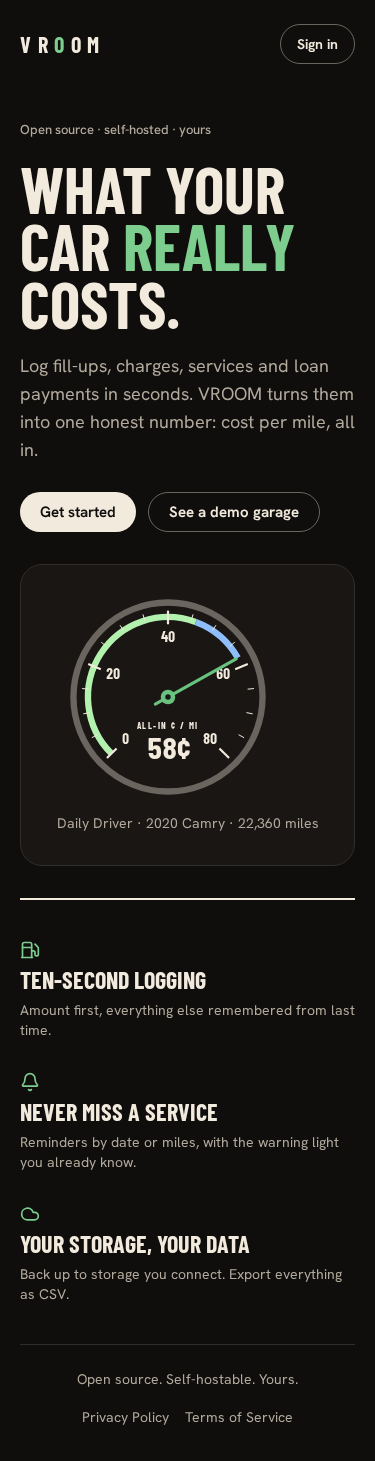 VROOM
Sign in
Open source · self-hosted · yours
WHAT YOUR
CAR REALLY
COSTS.
Log fill-ups, charges, services and loan
payments in seconds. VROOM turns them
into one honest number: cost per mile, all
in.
Get started
See a demo garage
40
20
60
ALL-IN ¢ / MI
0
58¢
80
Daily Driver · 2020 Camry · 22,360 miles
TEN-SECOND LOGGING
Amount first, everything else remembered from last
time.
NEVER MISS A SERVICE
Reminders by date or miles, with the warning light
you already know.
YOUR STORAGE, YOUR DATA
Back up to storage you connect. Export everything
as CSV.
Open source. Self-hostable. Yours.
Privacy Policy
Terms of Service